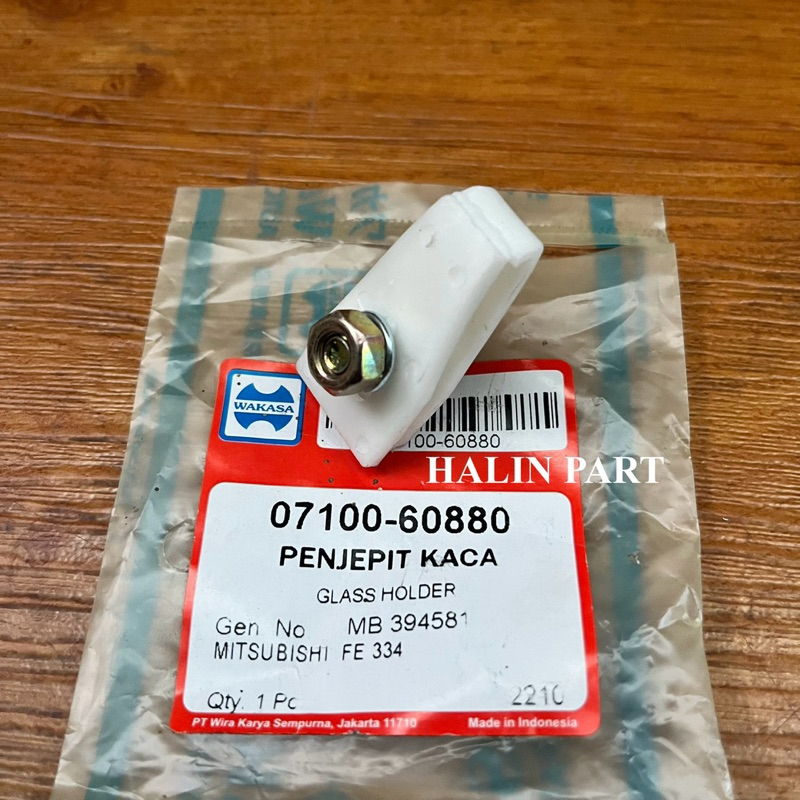 WAKASA
100-60880
HALIN PART
07100-60880
PENJEPIT KACA
GLASS HOLDER
Gen No MB 394581
MITSUBISHI FE 334
Qty. 1 Pc 2210
PT Wira Karya Sempurna, Jakarta 11710 Made in Indonesia